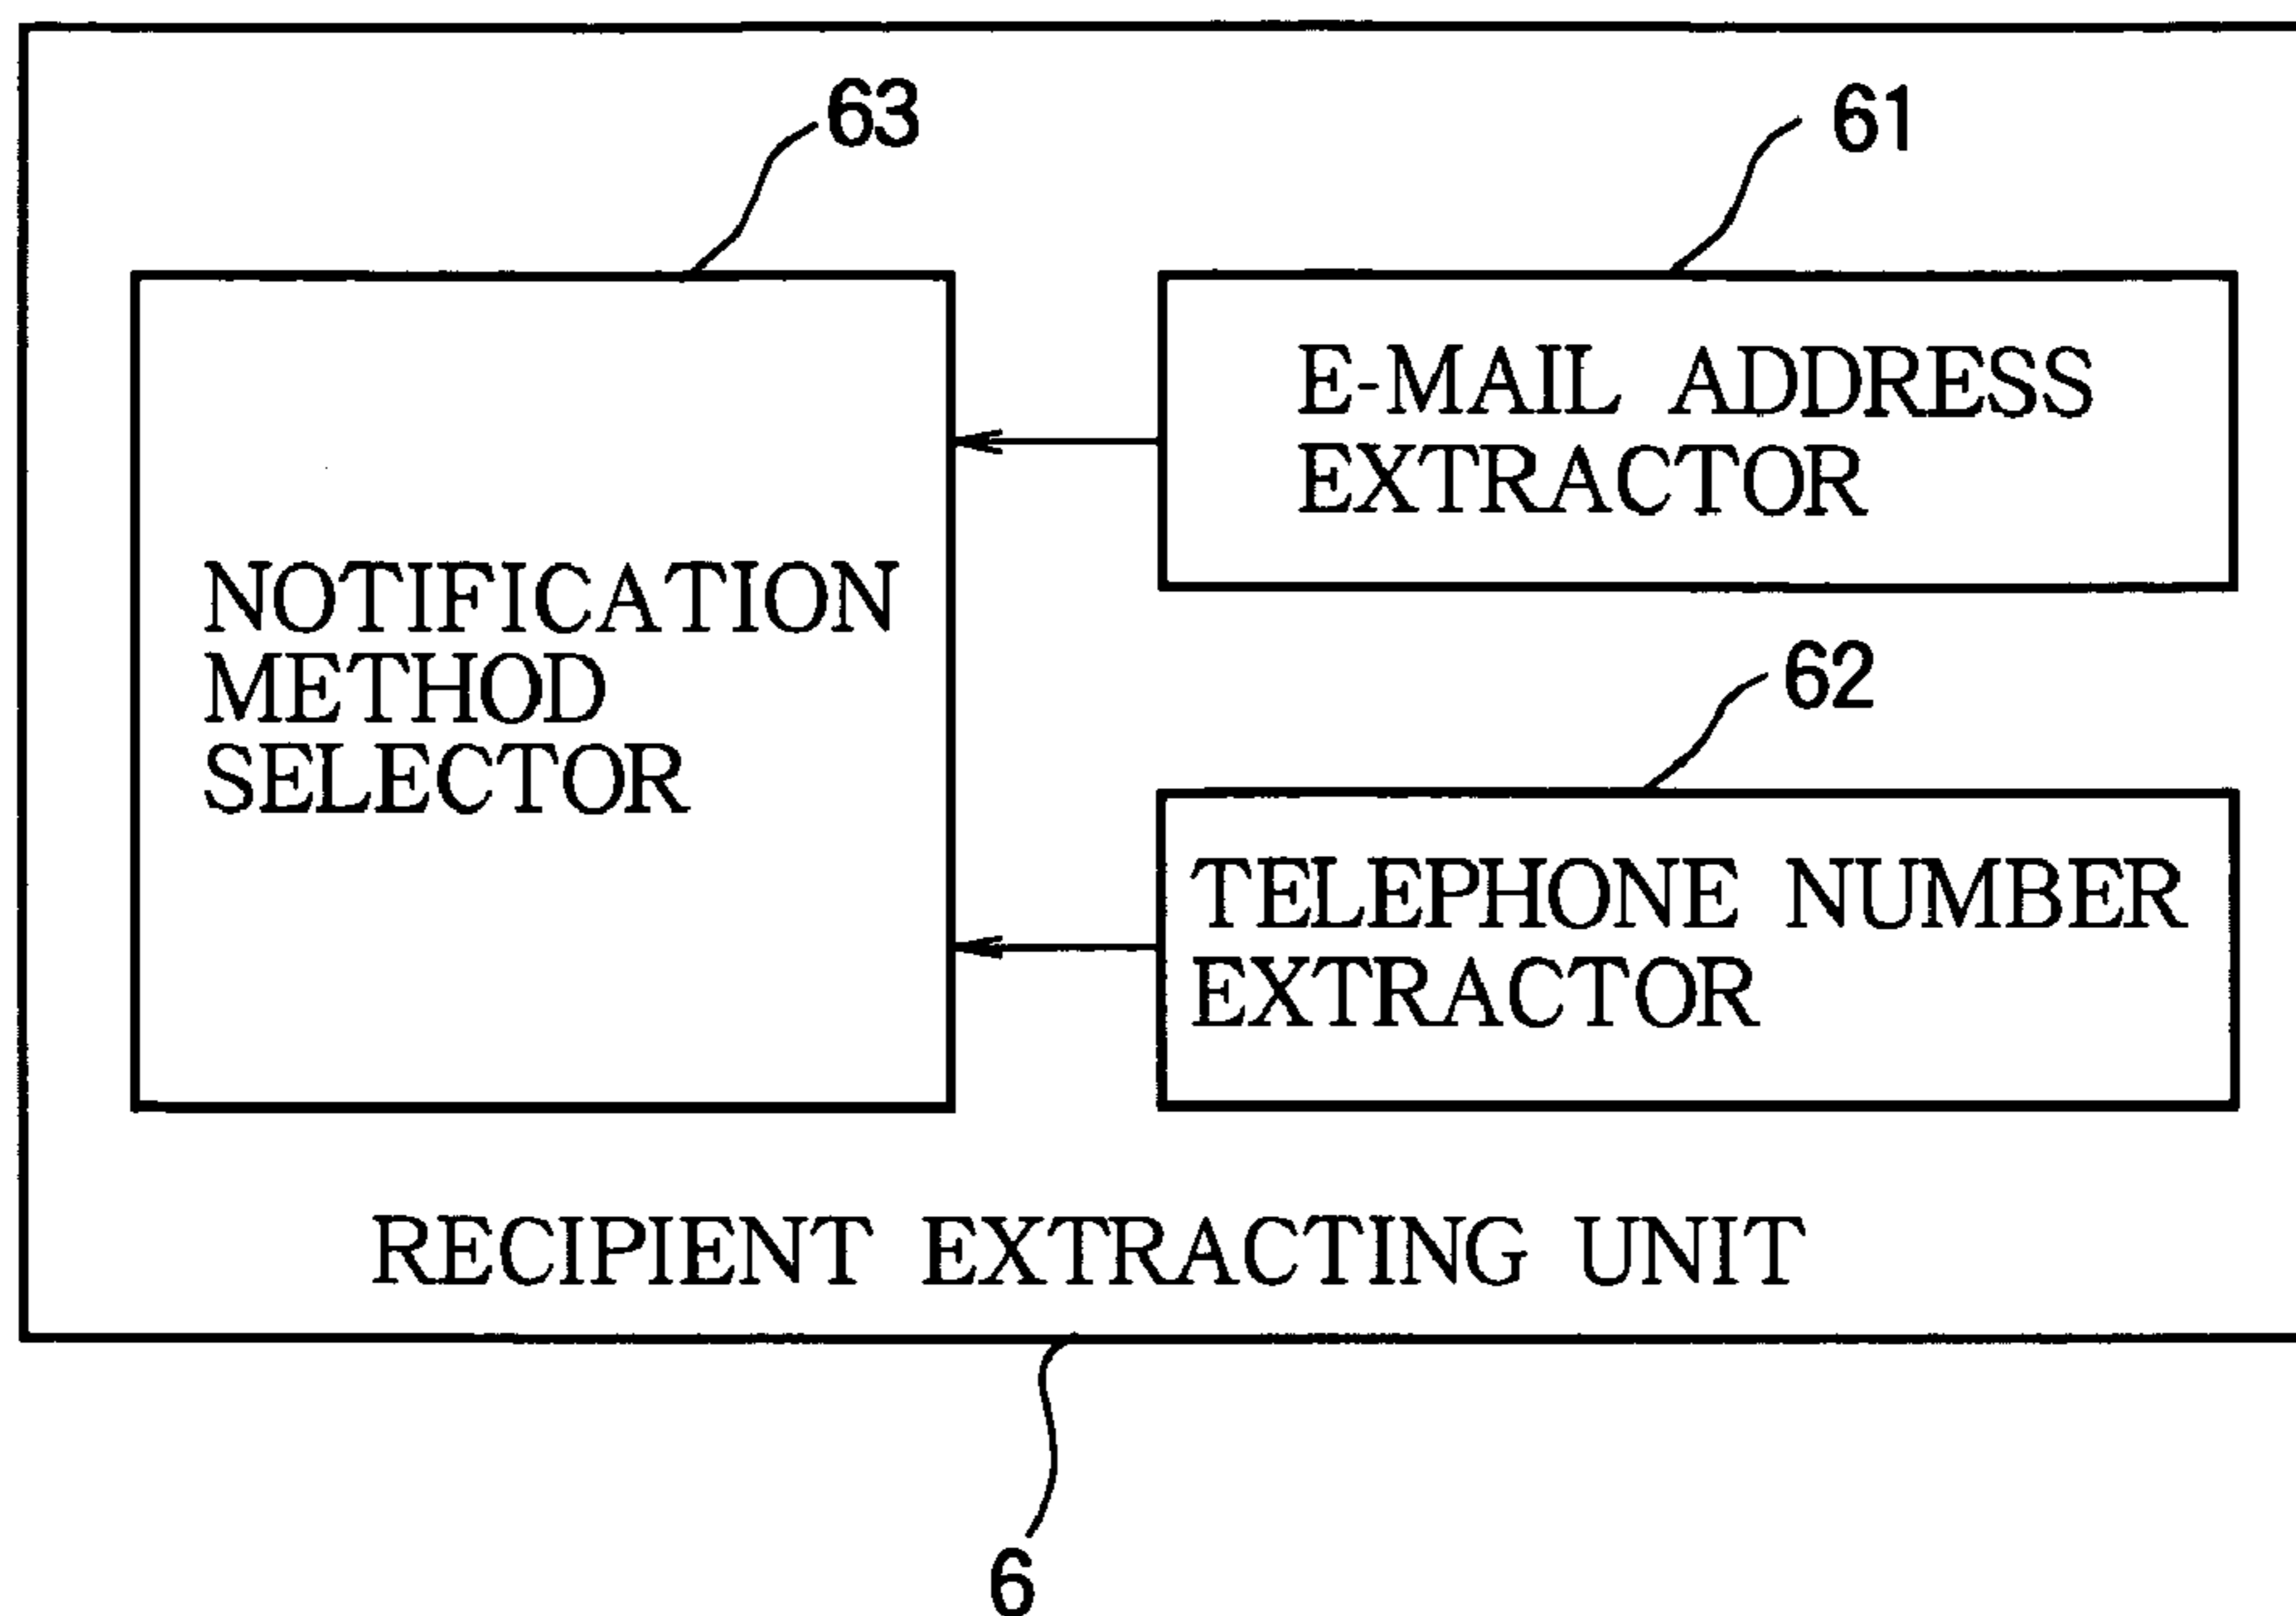 63
61
E-MAIL ADDRESS
EXTRACTOR
NOTIFICATION
METHOD
SELECTOR
62
TELEPHONE NUMBER
EXTRACTOR
RECIPIENT EXTRACTING UNIT
6